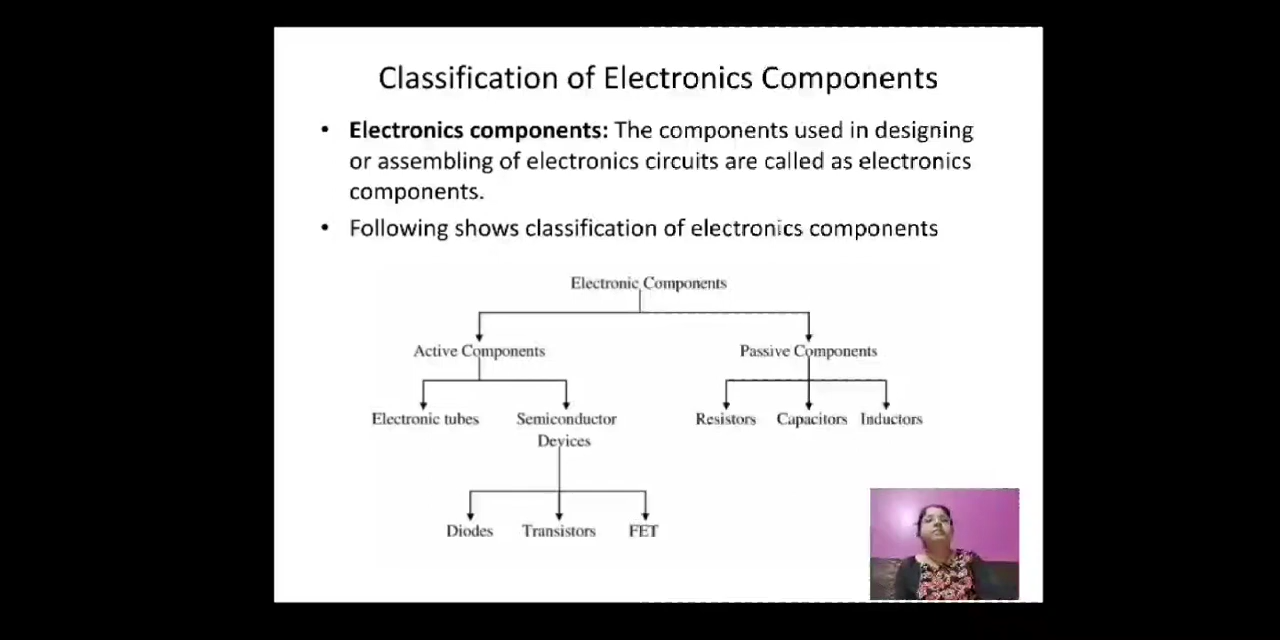 Classification of Electronics Components
• Electronics components: The components used in designing
or assembling of electronics circuits are called as electronics
components.
• Following shows classification of electronics components
Electronic Components
Active Components Passive Components
Electronic tubes Semiconductor Devices Resistors Capacitors Inductors
Diodes Transistors FET